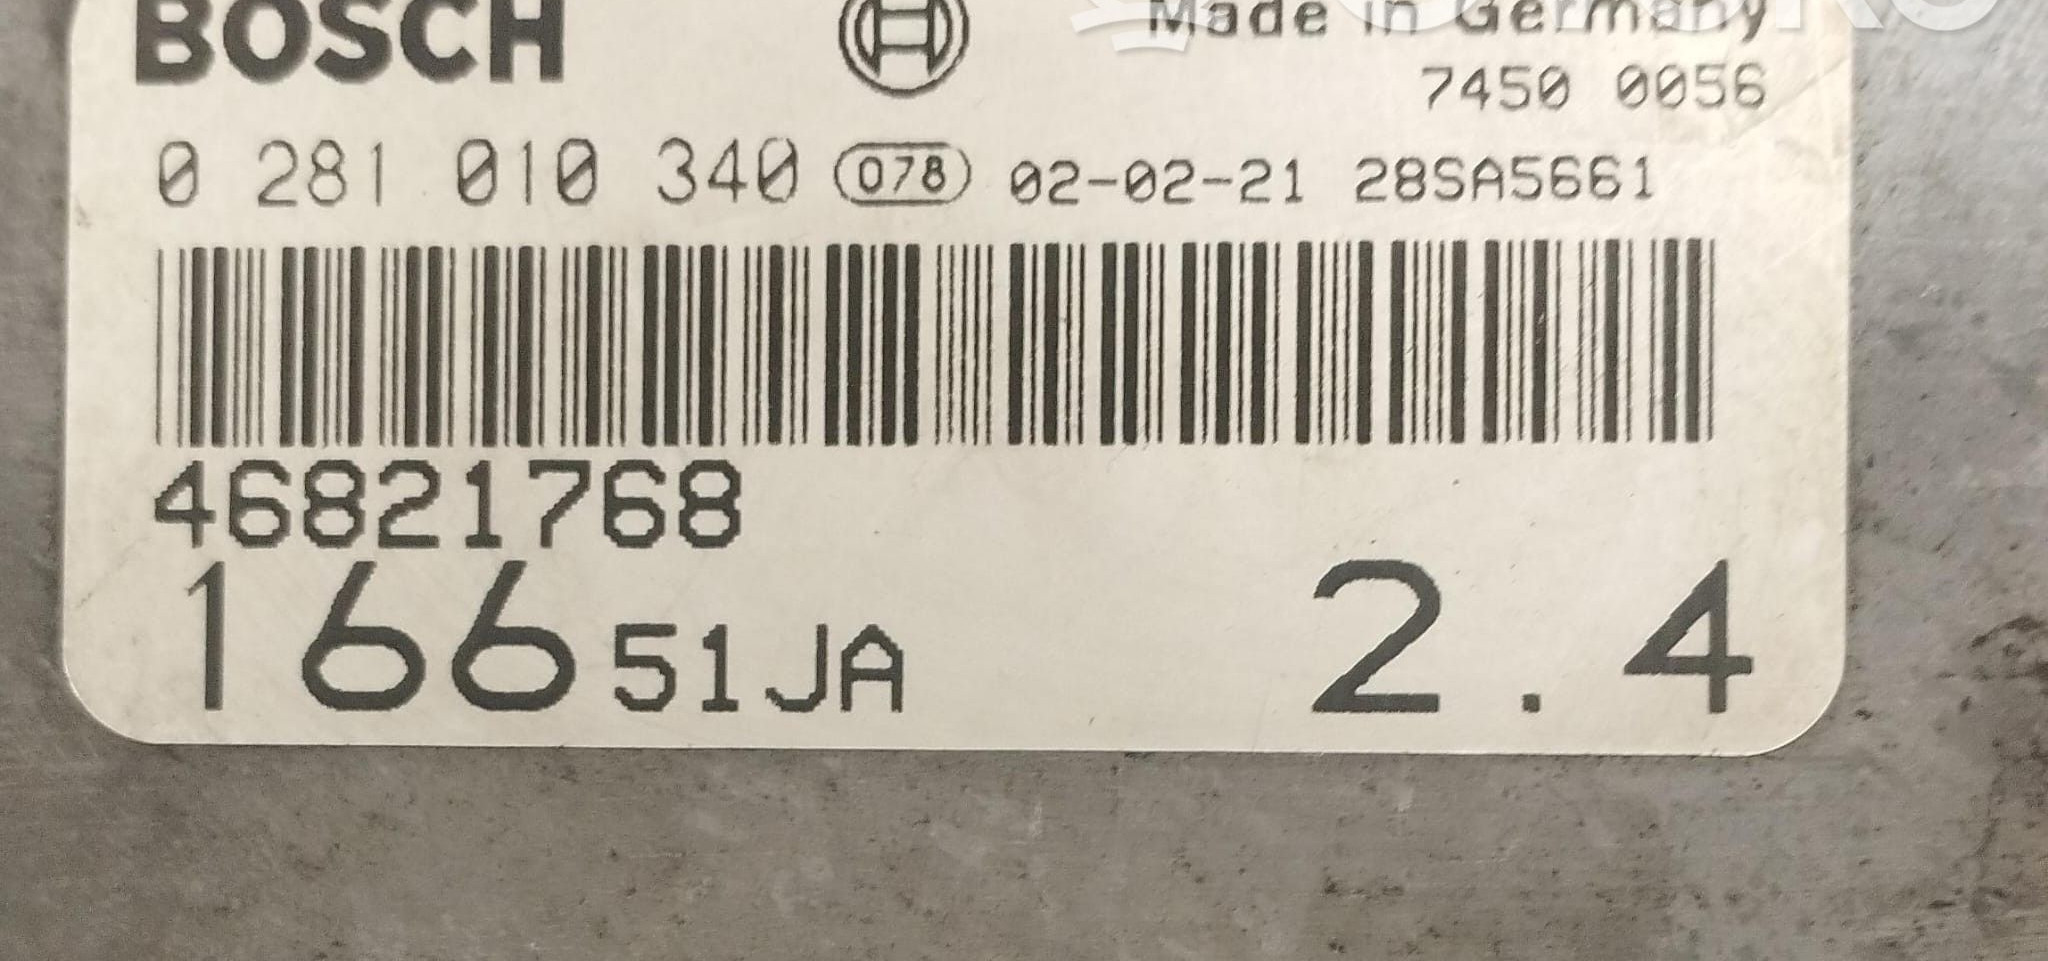 BOSCH
Made in Germany
7450 0056
0 281 010 340 078 02-02-21 28SA5661
46821768
166 51JA 2.4